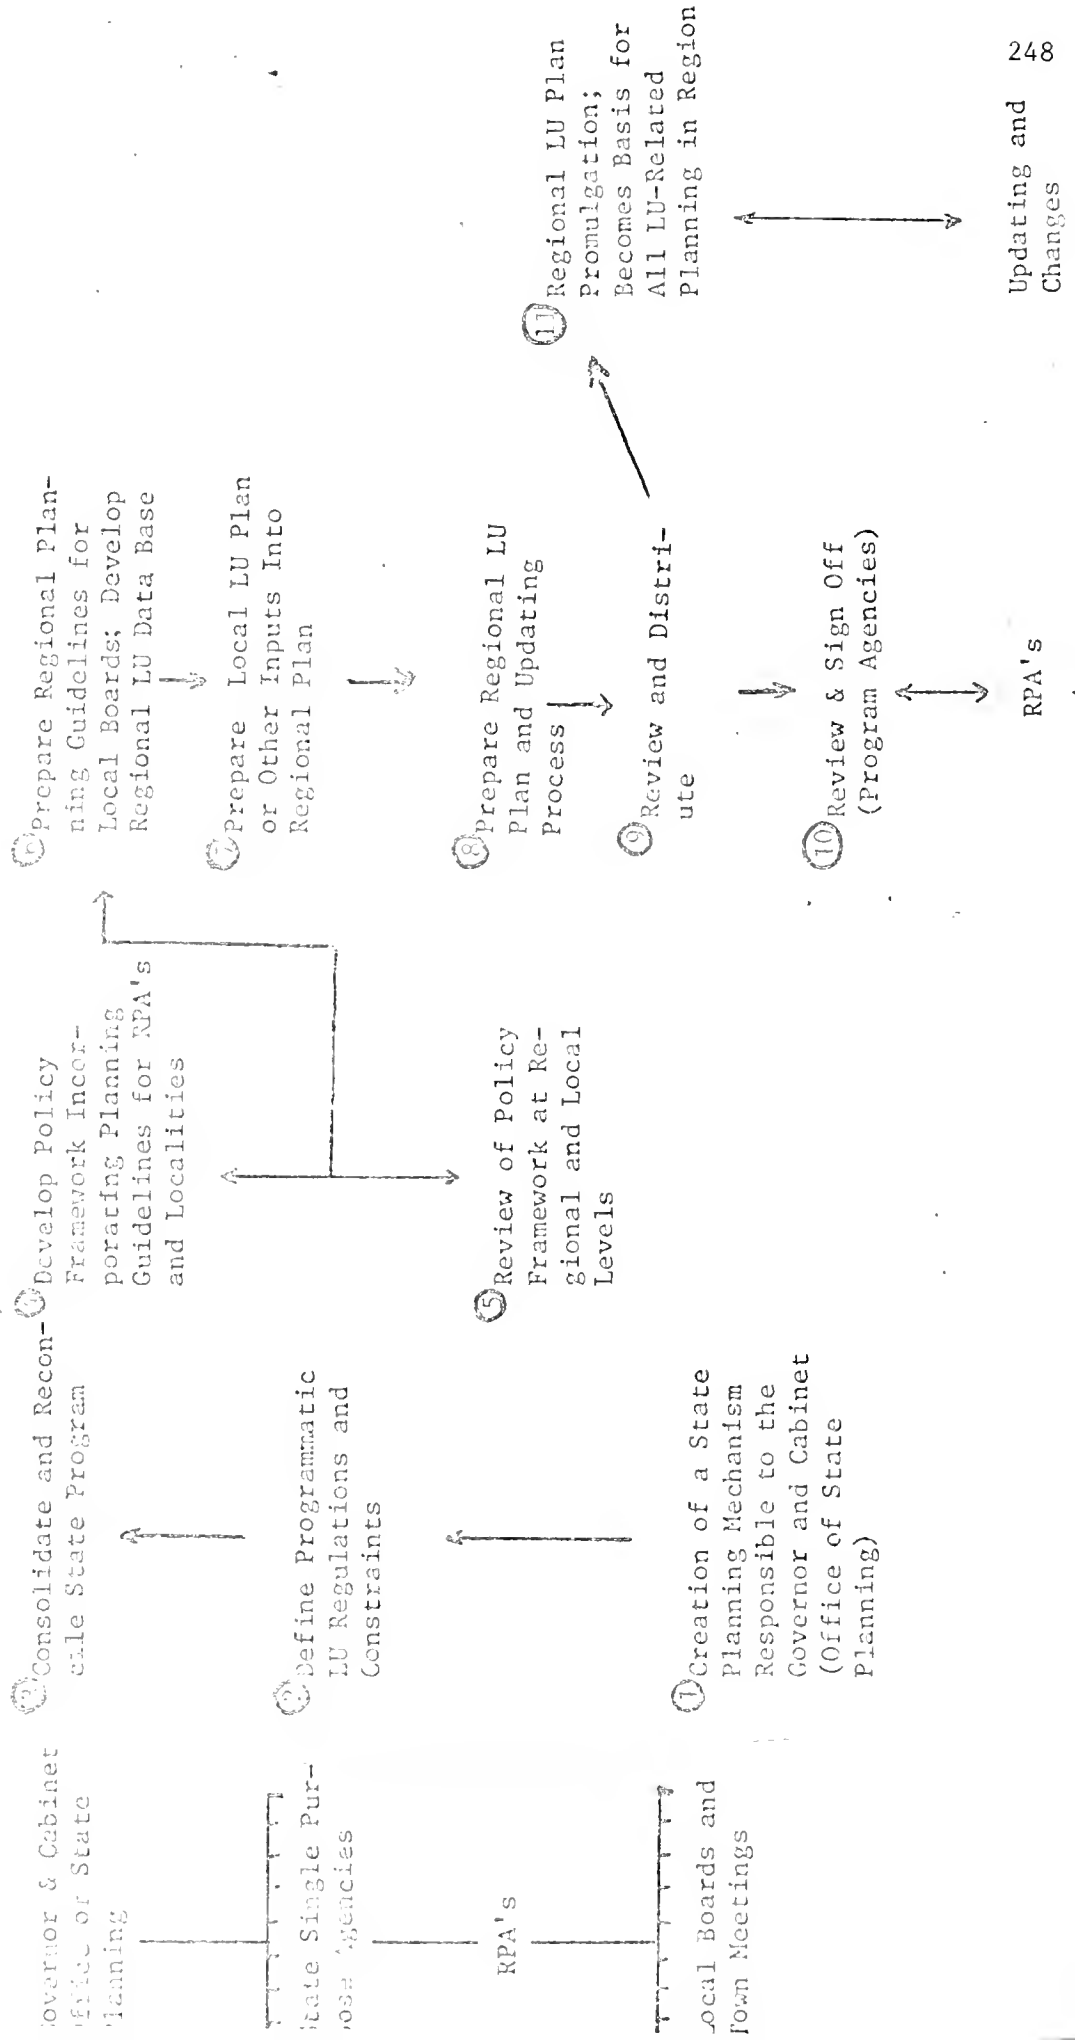 248
Governor & Cabinet
Office of State
Planning
State Single Pur-
pose Agencies
RPA's
Local Boards and
Town Meetings
3 Consolidate and Recon-
cile State Program
2 Define Programmatic
LU Regulations and
Constraints
1 Creation of a State
Planning Mechanism
Responsible to the
Governor and Cabinet
(Office of State
Planning)
4 Develop Policy
Framework Incor-
porating Planning
Guidelines for RPA's
and Localities
5 Review of Policy
Framework at Re-
gional and Local
Levels
6 Prepare Regional Plan-
ning Guidelines for
Local Boards; Develop
Regional LU Data Base
7 Prepare Local LU Plan
or Other Inputs Into
Regional Plan
8 Prepare Regional LU
Plan and Updating
Process
9 Review and Distri-
ute
10 Review & Sign Off
(Program Agencies)
RPA's
11 Regional LU Plan
Promulgation;
Becomes Basis for
All LU-Related
Planning in Region
Updating and
Changes